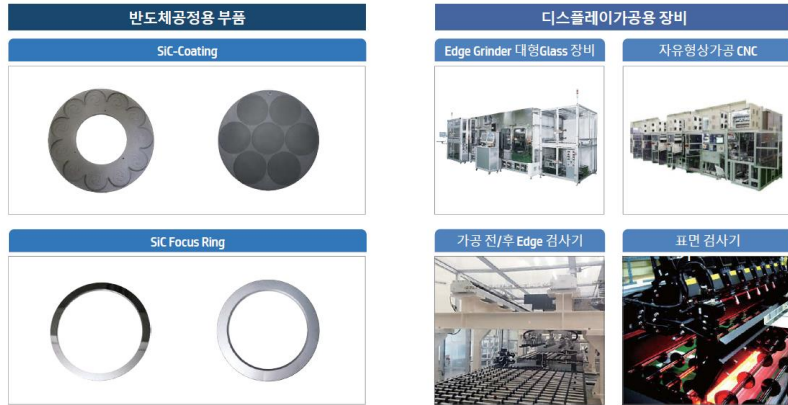 반도체공정용 부품
SiC-Coating
SiC Focus Ring
디스플레이가공용 장비
Edge Grinder 대형Glass 장비
자유형상가공 CNC
가공 전/후 Edge 검사기
표면 검사기